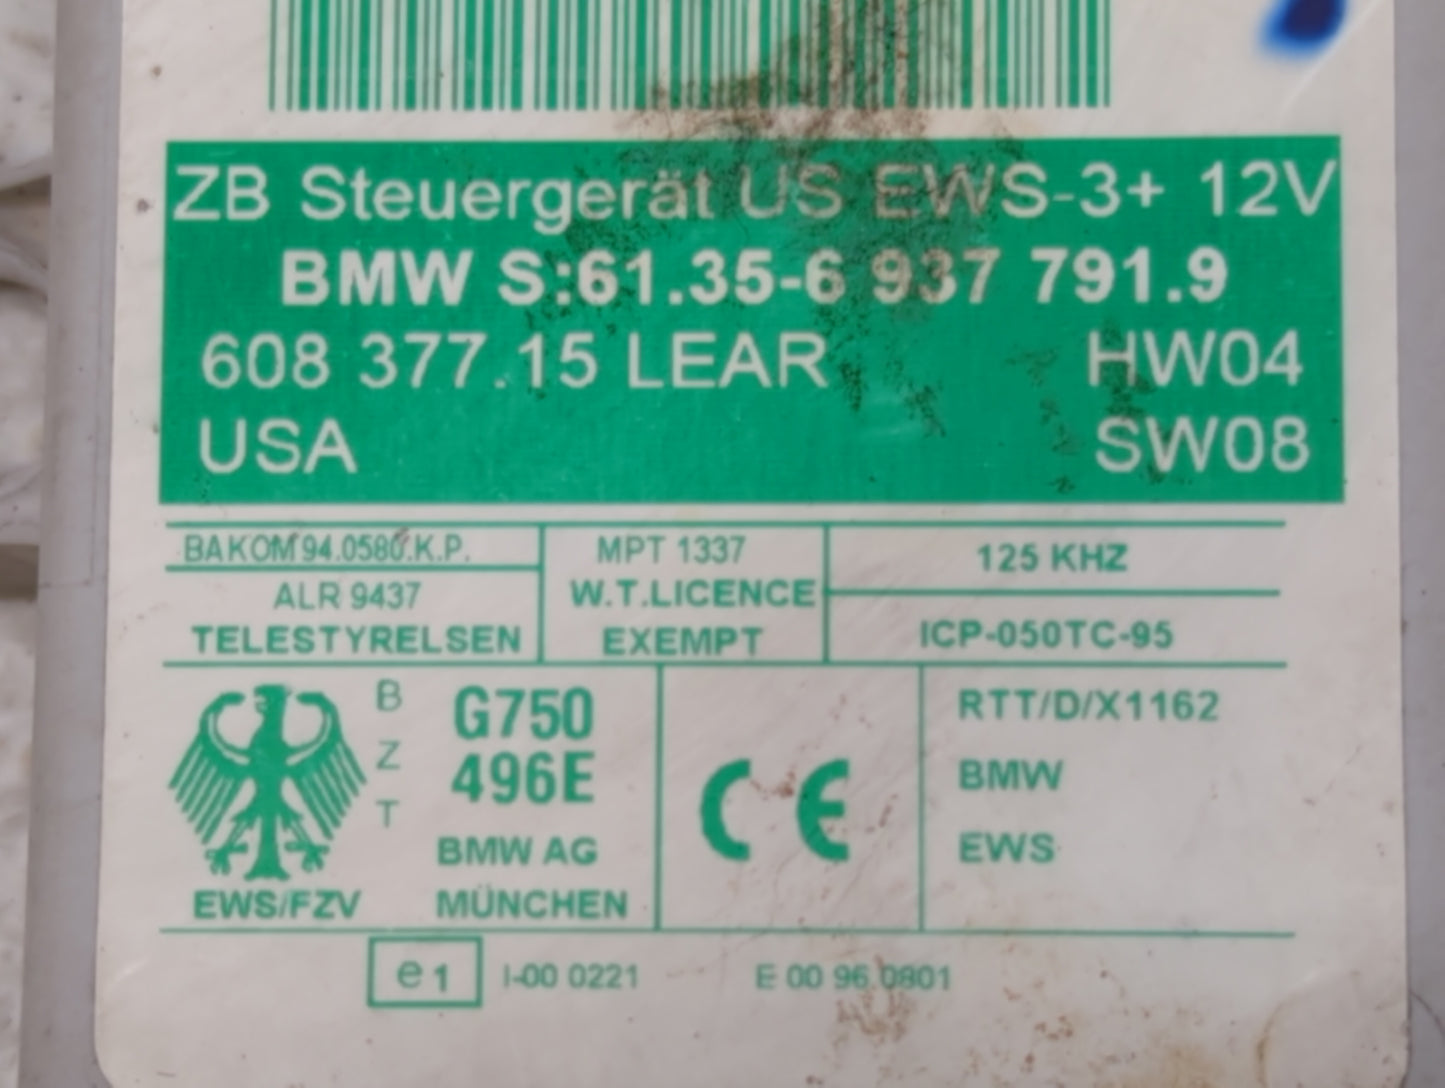 ZB Steuergerät US EWS-3+ 12V
BMW S:61.35-6 937 791.9
608 377.15 LEAR HW04
USA SW08
BAKOM 94.0580.K.P.
ALR 9437
TELESTYRELSEN
MPT 1337
W.T.LICENCE
EXEMPT
125 KHZ
ICP-050TC-95
B
Z
T
EWS/FZV
G750
496E
BMW AG
MÜNCHEN
CE
RTT/D/X1162
BMW
EWS
e1 I-00 0221 E 00 96 0801